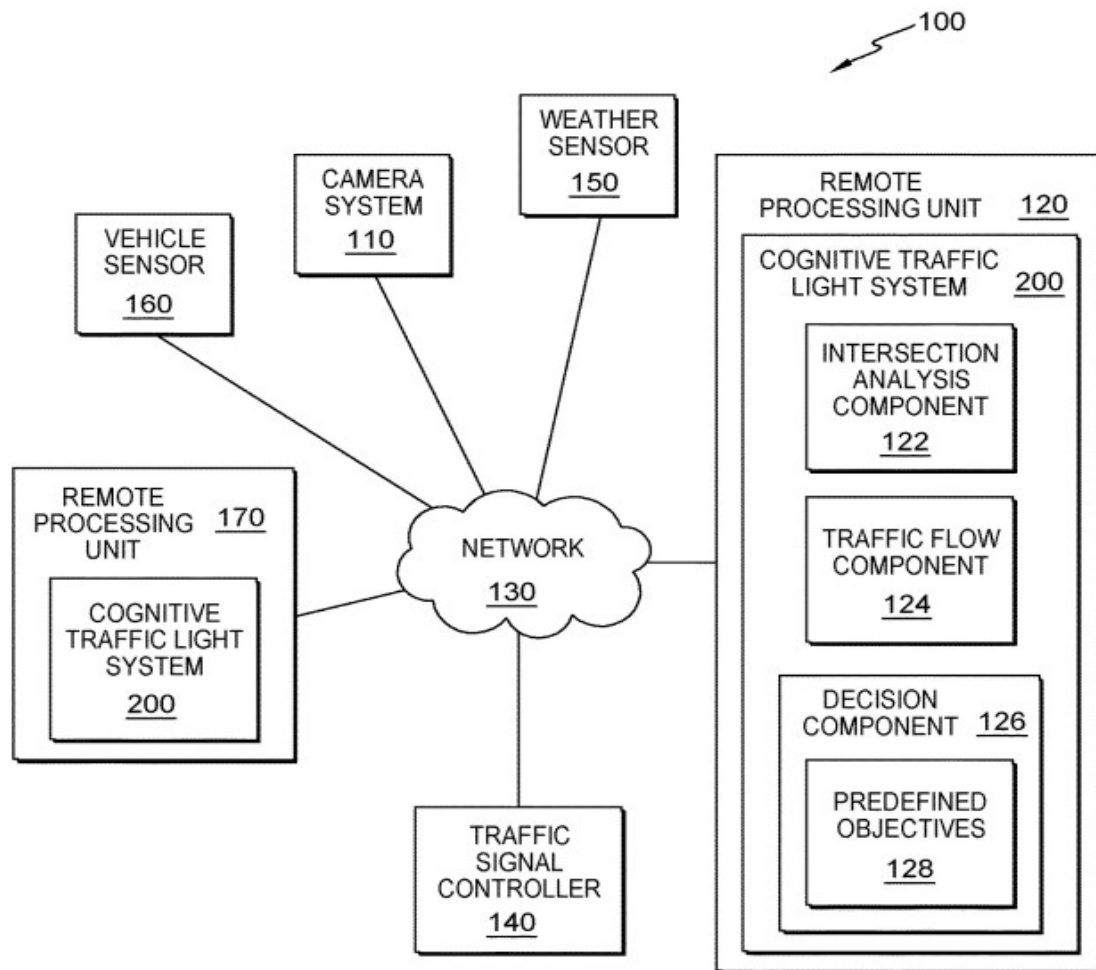 100
WEATHER
SENSOR
150
CAMERA
SYSTEM
110
VEHICLE
SENSOR
160
REMOTE
PROCESSING UNIT 120
COGNITIVE TRAFFIC
LIGHT SYSTEM 200
INTERSECTION
ANALYSIS
COMPONENT
122
TRAFFIC FLOW
COMPONENT
124
DECISION
COMPONENT 126
PREDEFINED
OBJECTIVES
128
NETWORK
130
REMOTE
PROCESSING 170
UNIT
COGNITIVE
TRAFFIC LIGHT
SYSTEM
200
TRAFFIC
SIGNAL
CONTROLLER
140